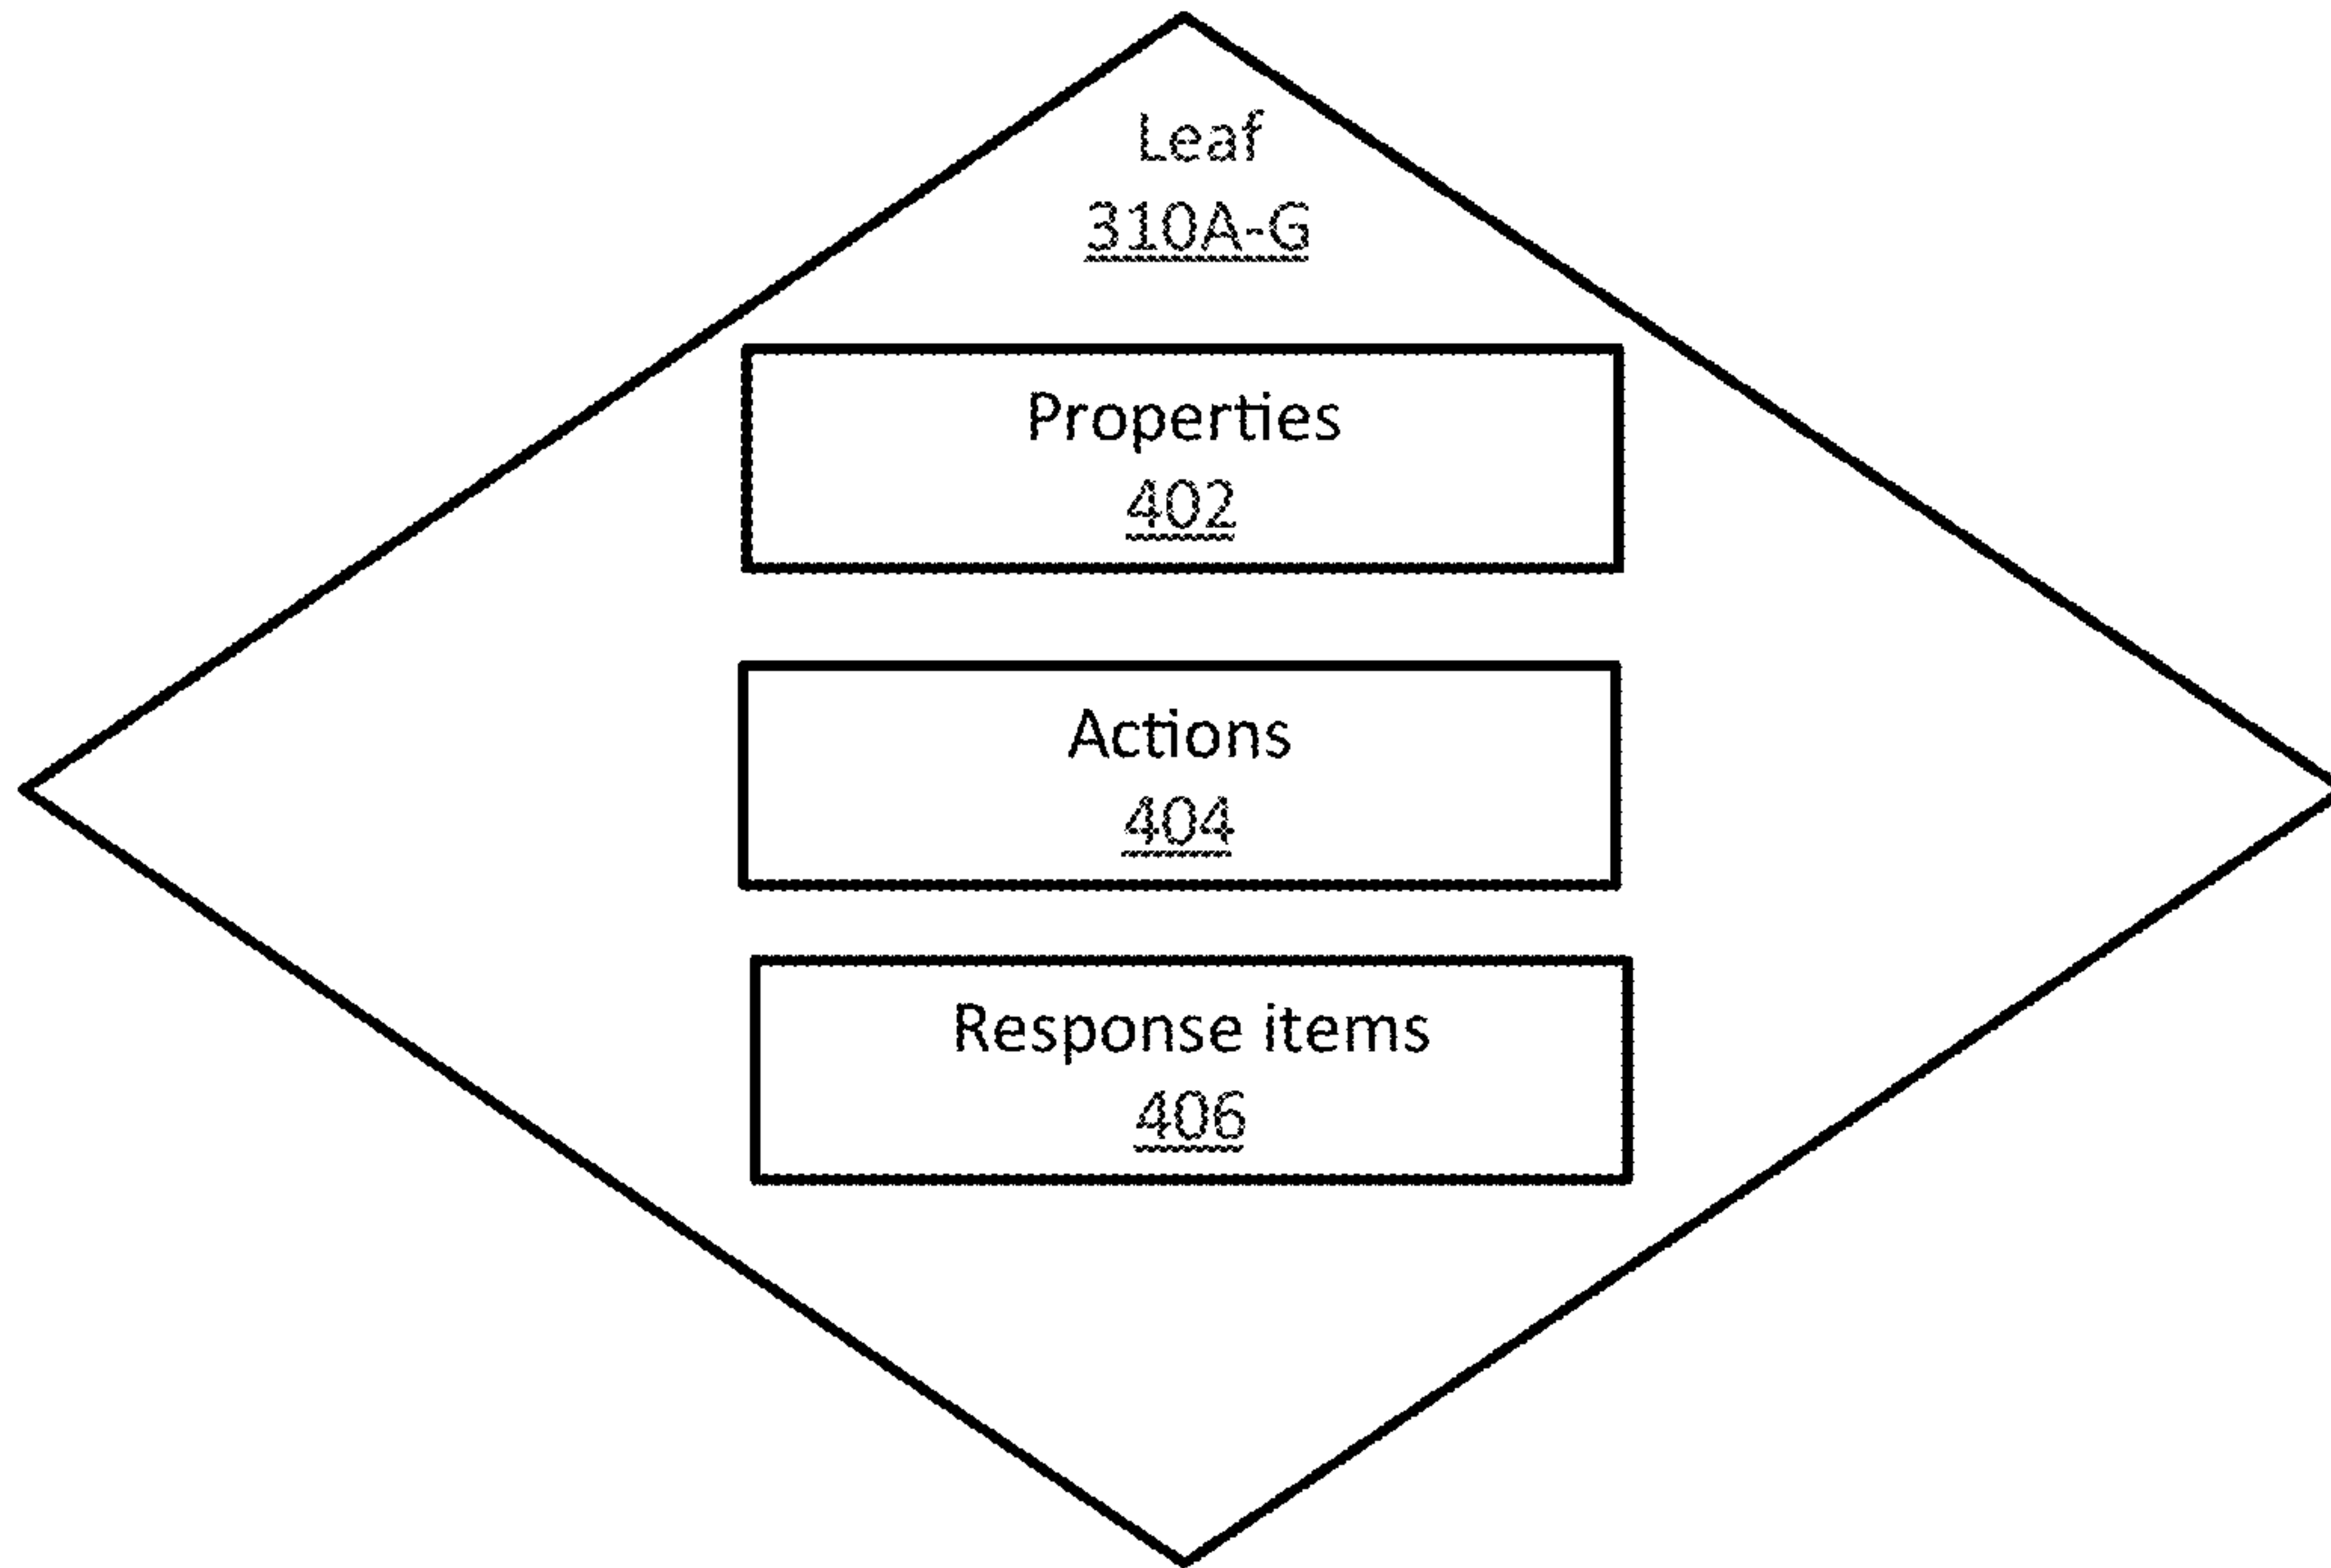 Leaf
310A-G
Properties
402
Actions
404
Response items
406